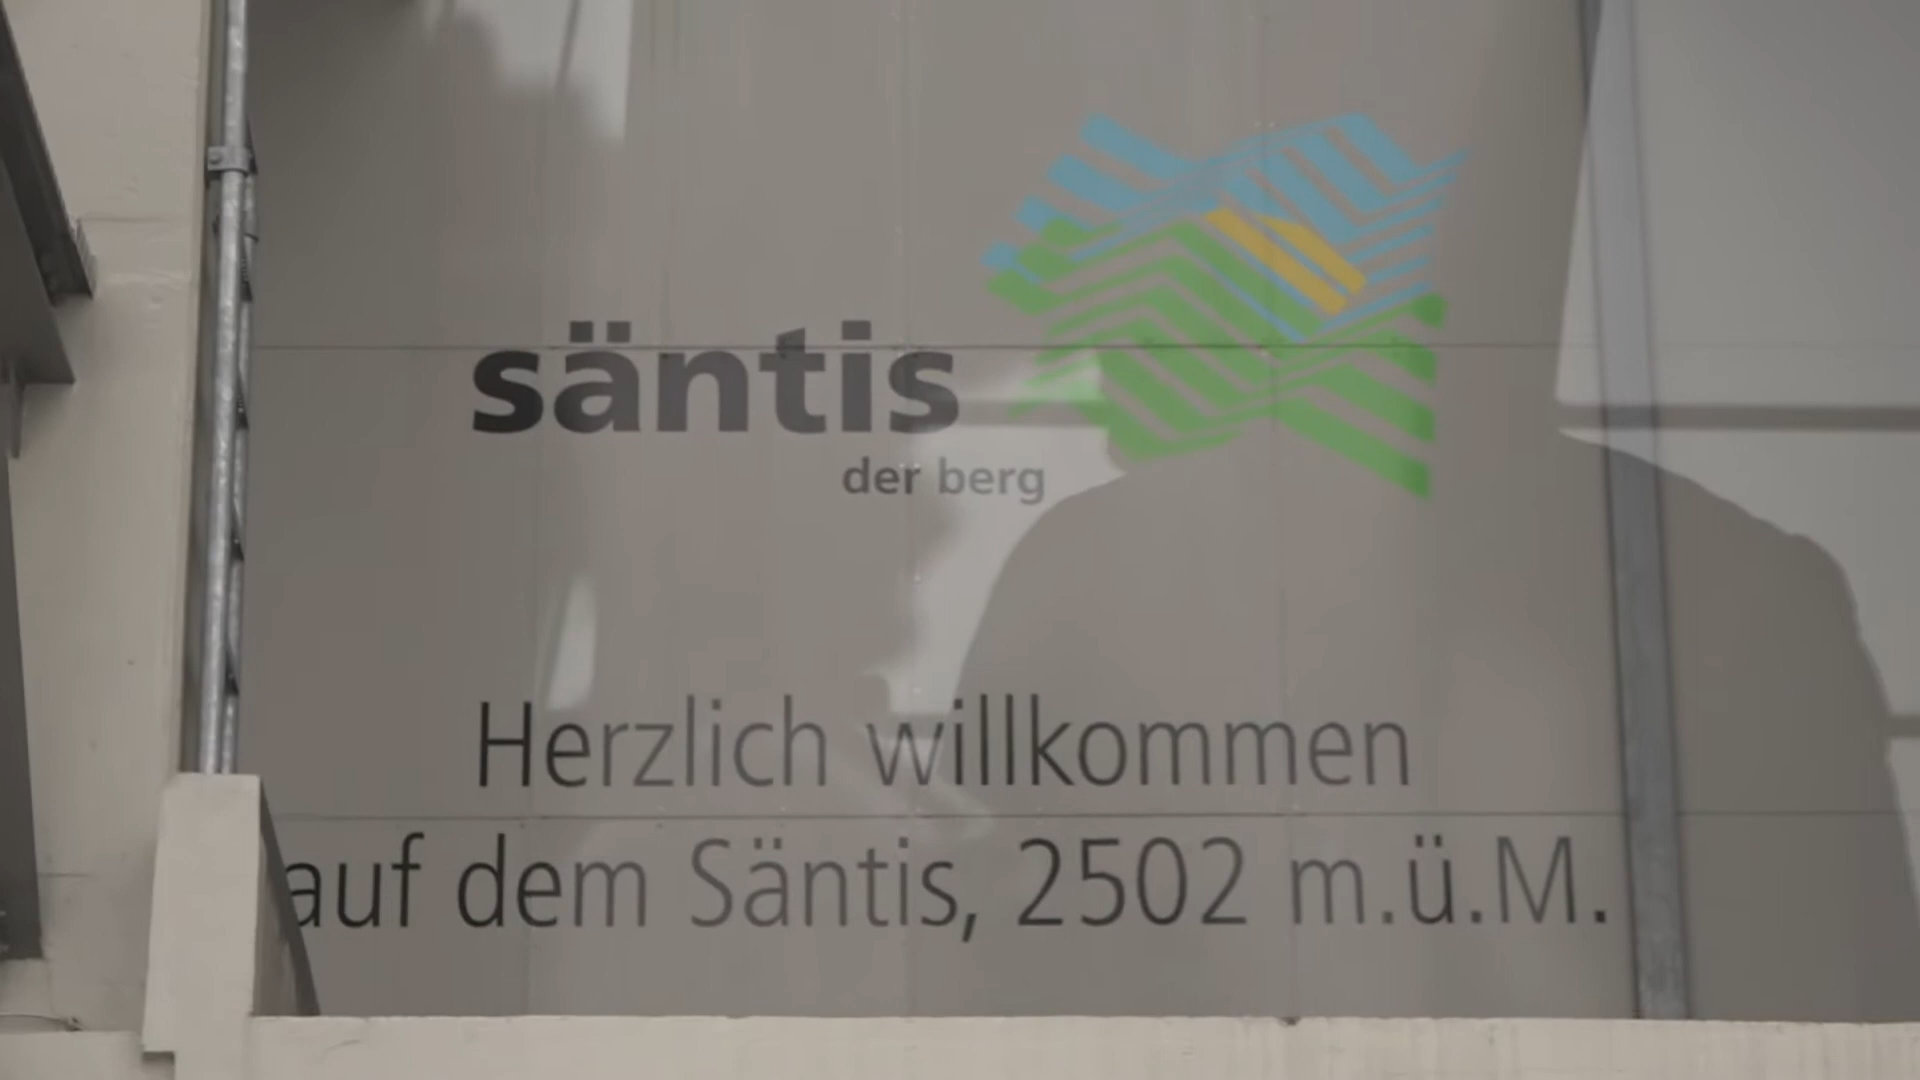 säntis
der berg
Herzlich willkommen
auf dem Säntis, 2502 m.ü.M.